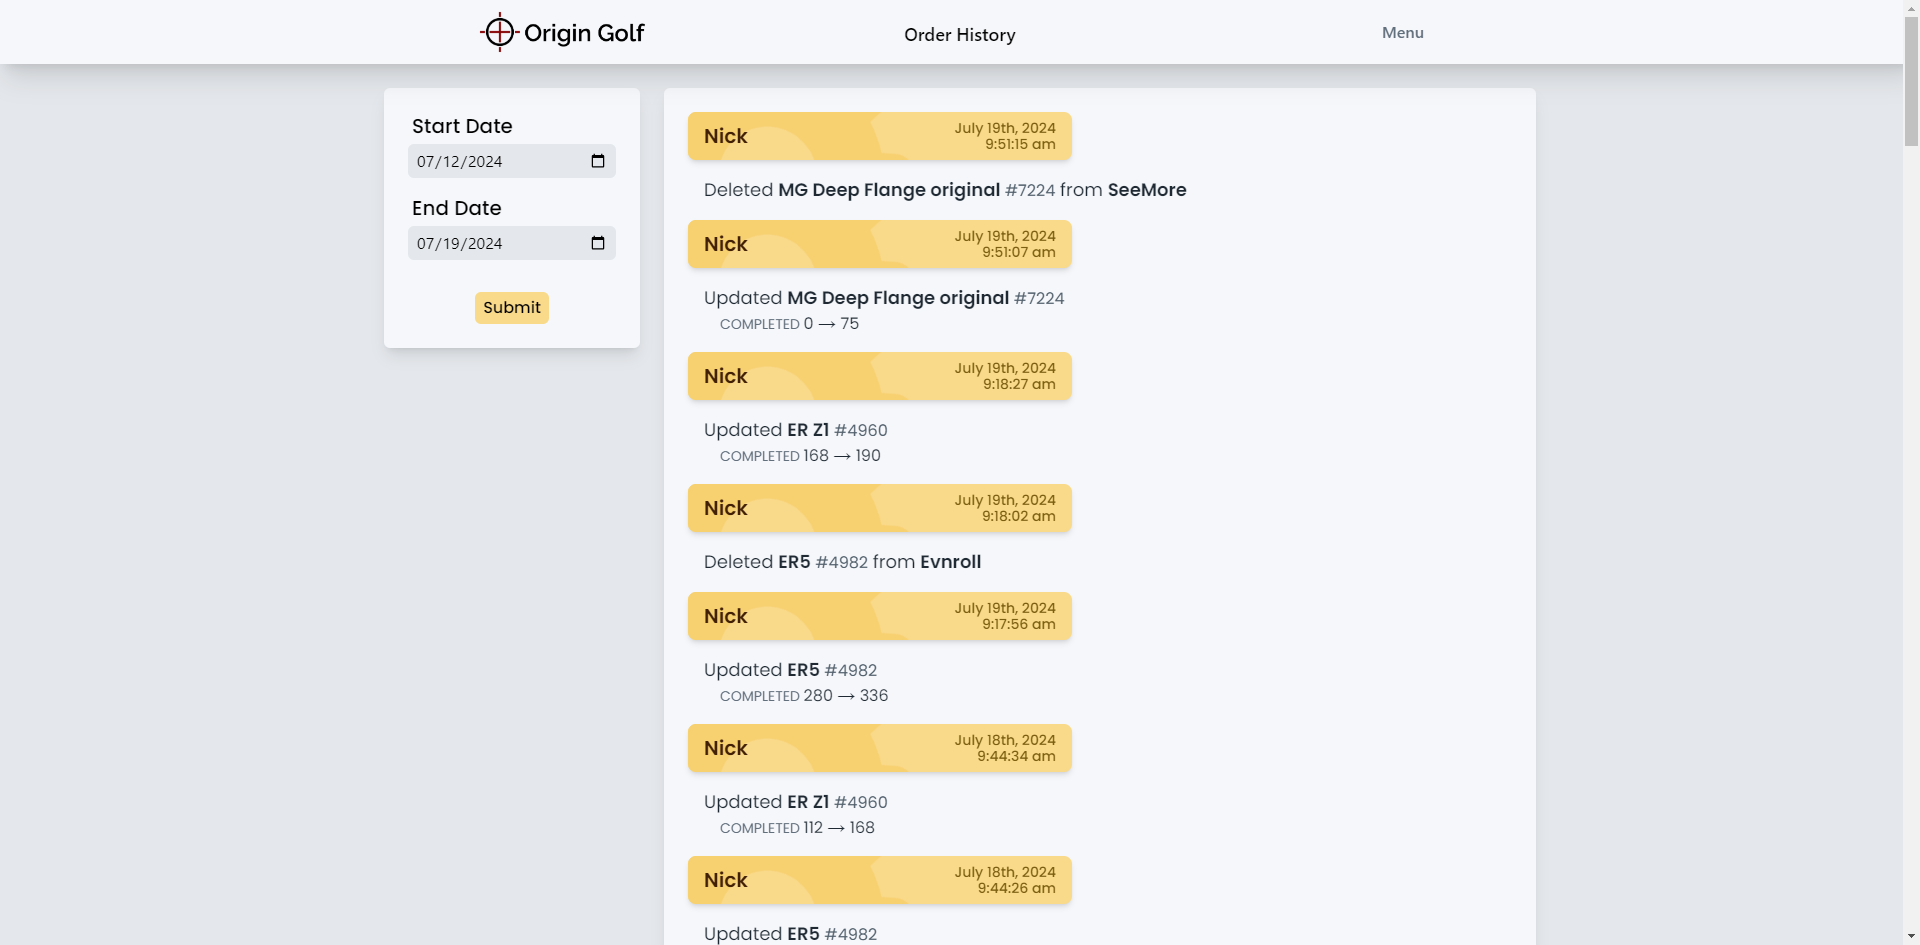 Origin Golf
Order History
Menu
Start Date
07/12/2024
End Date
07/19/2024
Submit
Nick
July 19th, 2024
9:51:15 am
Deleted MG Deep Flange original #7224 from SeeMore
Nick
July 19th, 2024
9:51:07 am
Updated MG Deep Flange original #7224
COMPLETED 0 → 75
Nick
July 19th, 2024
9:18:27 am
Updated ER Z1 #4960
COMPLETED 168 → 190
Nick
July 19th, 2024
9:18:02 am
Deleted ER5 #4982 from Evnroll
Nick
July 19th, 2024
9:17:56 am
Updated ER5 #4982
COMPLETED 280 → 336
Nick
July 18th, 2024
9:44:34 am
Updated ER Z1 #4960
COMPLETED 112 → 168
Nick
July 18th, 2024
9:44:26 am
Updated ER5 #4982